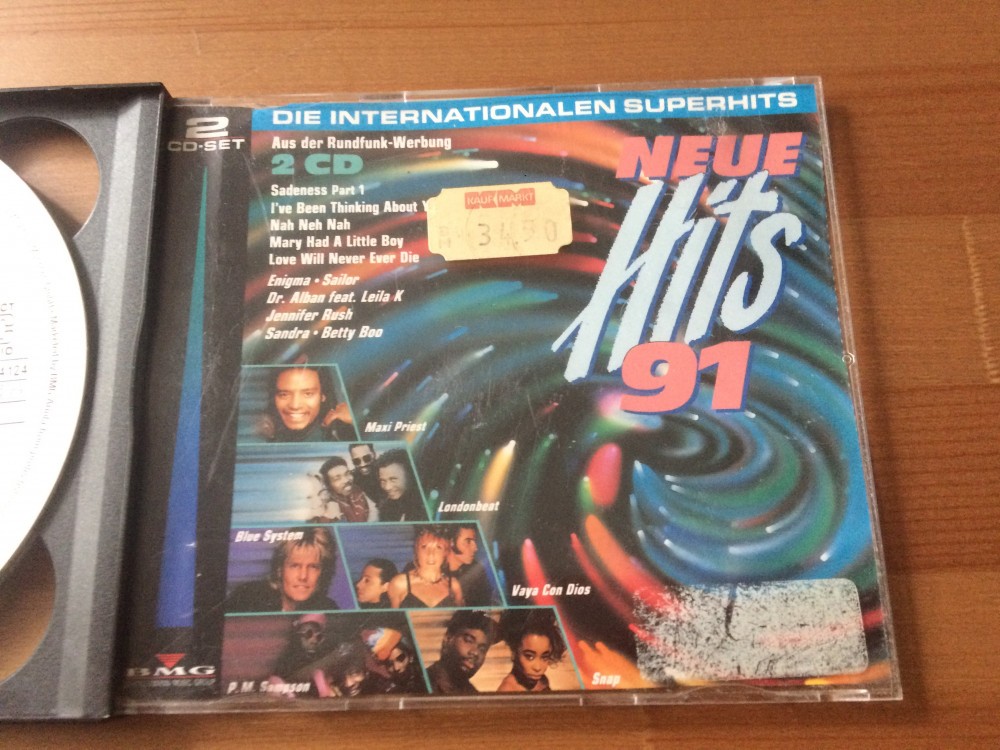 2
CD-SET
DIE INTERNATIONALEN SUPERHITS
Aus der Rundfunk-Werbung
2 CD
Sadeness Part 1
I've Been Thinking About
Nah Neh Nah
Mary Had A Little Boy
Love Will Never Ever Die
Enigma • Sailor
Dr. Alban feat. Leila K
Jennifer Rush
Sandra • Betty Boo
KAUF MARKT
34,90
NEUE
Hits
91
Maxi Priest
Londonbeat
Blue System
Vaya Con Dios
P.M. Sampson
Snap
BMG